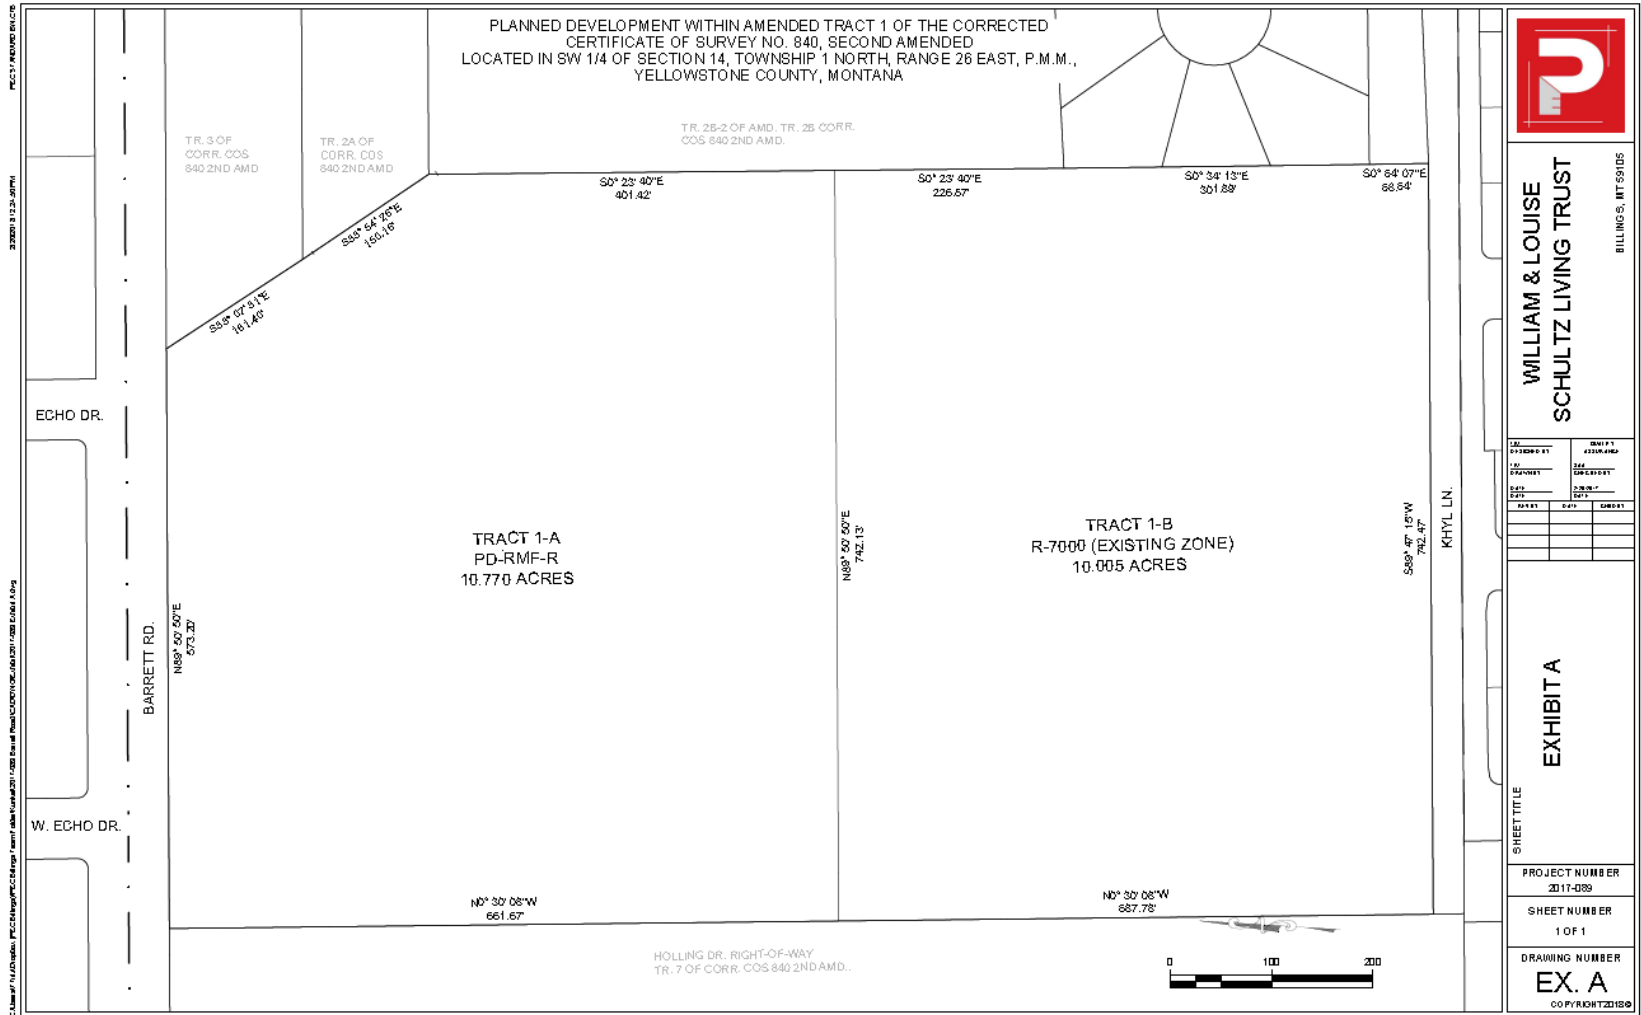 PLANNED DEVELOPMENT WITHIN AMENDED TRACT 1 OF THE CORRECTED
CERTIFICATE OF SURVEY NO. 840, SECOND AMENDED
LOCATED IN SW 1/4 OF SECTION 14, TOWNSHIP 1 NORTH, RANGE 26 EAST, P.M.M.,
YELLOWSTONE COUNTY, MONTANA
TR. 3 OF
CORR. COS
840 2ND AMD
TR. 2A OF
CORR. COS
840 2ND AMD
TR. 2B-2 OF AMD. TR. 2B CORR.
COS 840 2ND AMD.
S0° 23' 40"E
401.42'
S0° 23' 40"E
226.57'
S0° 34' 13"E
301.89'
S0° 54' 07"E
150.16'
161.40'
ECHO DR.
W. ECHO DR.
BARRETT RD.
N89° 50' 50"E
573.20'
TRACT 1-A
PD-RMF-R
10.770 ACRES
N89° 50' 50"E
742.13'
TRACT 1-B
R-7000 (EXISTING ZONE)
10.005 ACRES
S89° 47' 15"W
742.47'
KHYL LN.
N0° 30' 08"W
661.67'
N0° 30' 08"W
687.78'
HOLLING DR. RIGHT-OF-WAY
TR. 7 OF CORR. COS 840 2ND AMD..
0 100 200
WILLIAM & LOUISE
SCHULTZ LIVING TRUST
BILLINGS, MT 59105
EXHIBIT A
SHEET TITLE
PROJECT NUMBER
2017-089
SHEET NUMBER
1 OF 1
DRAWING NUMBER
EX. A
COPYRIGHT 2018©